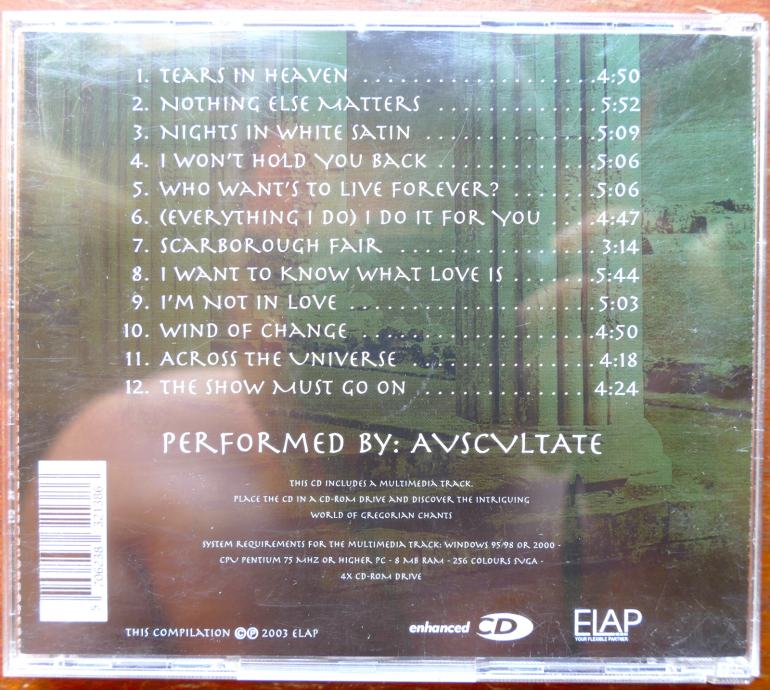 1. TEARS IN HEAVEN ...................4:50
2. NOTHING ELSE MATTERS .............5:52
3. NIGHTS IN WHITE SATIN .............5:09
4. I WON'T HOLD YOU BACK .............5:06
5. WHO WANT'S TO LIVE FOREVER? .......5:06
6. (EVERYTHING I DO) I DO IT FOR YOU ....4:47
7. SCARBOROUGH FAIR ................3:14
8. I WANT TO KNOW WHAT LOVE IS .......5:44
9. I'M NOT IN LOVE ....................5:03
10. WIND OF CHANGE ...................4:50
11. ACROSS THE UNIVERSE ...............4:18
12. THE SHOW MUST GO ON .............4:24
PERFORMED BY: AVSCVLTATE
THIS CD INCLUDES A MULTIMEDIA TRACK.
PLACE THE CD IN A CD-ROM DRIVE AND DISCOVER THE INTRIGUING
WORLD OF GREGORIAN CHANTS
SYSTEM REQUIREMENTS FOR THE MULTIMEDIA TRACK: WINDOWS 95/98 OR 2000 -
CPU PENTIUM 75 MHZ OR HIGHER PC - 8 MB RAM - 256 COLOURS SVGA -
4X CD-ROM DRIVE
THIS COMPILATION ©℗ 2003 ELAP
enhanced CD
ELAP
YOUR FLEXIBLE PARTNER